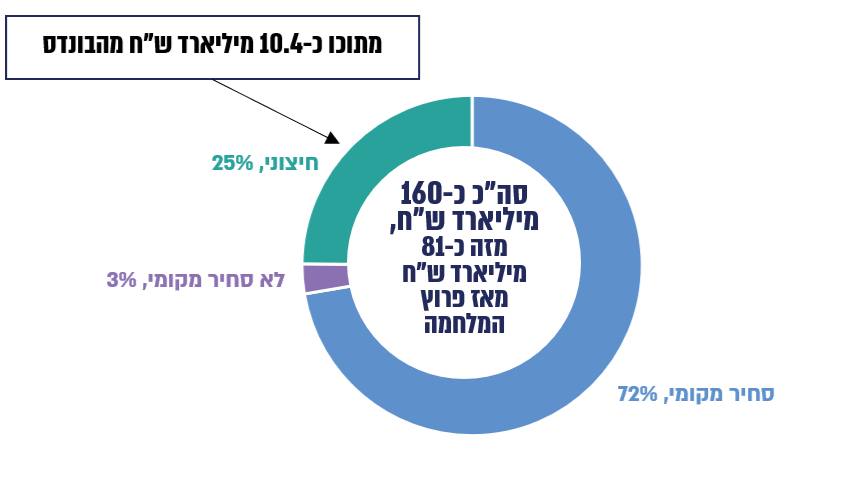 מתוכו כ-10.4 מיליארד ש"ח מהבונדס
חיצוני, 25%
סה"כ כ-160
מיליארד ש"ח,
מזה כ-81
מיליארד ש"ח
מאז פרוץ
המלחמה
לא סחיר מקומי, 3%
סחיר מקומי, 72%